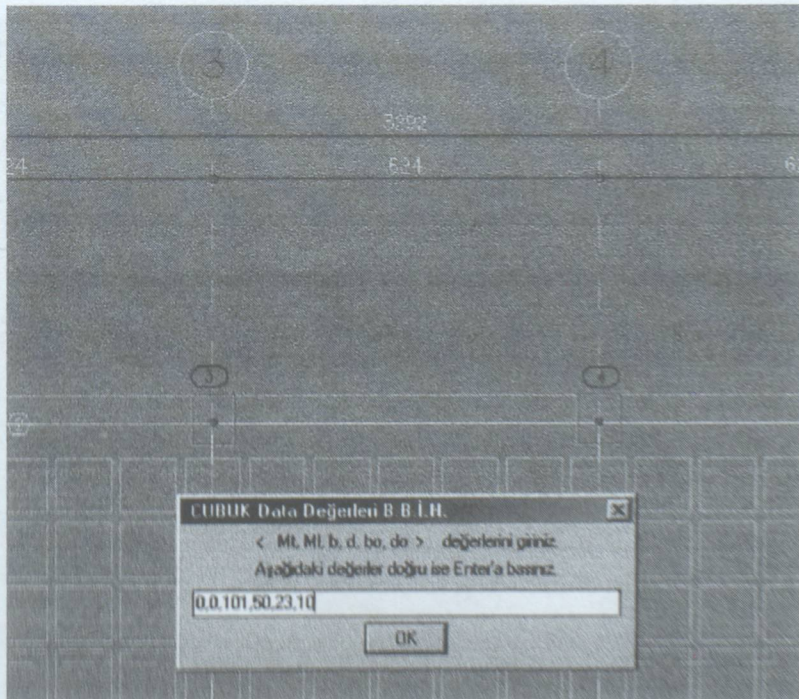 3 4
3292
24 624 6
3 4
ÇUBUK Data Değerleri B.B.İ.H.
< Mt, Ml, b, d, bo, do > değerlerini giriniz.
Aşağıdaki değerler doğru ise Enter'a basınız.
0,0,101,50,23,10
OK